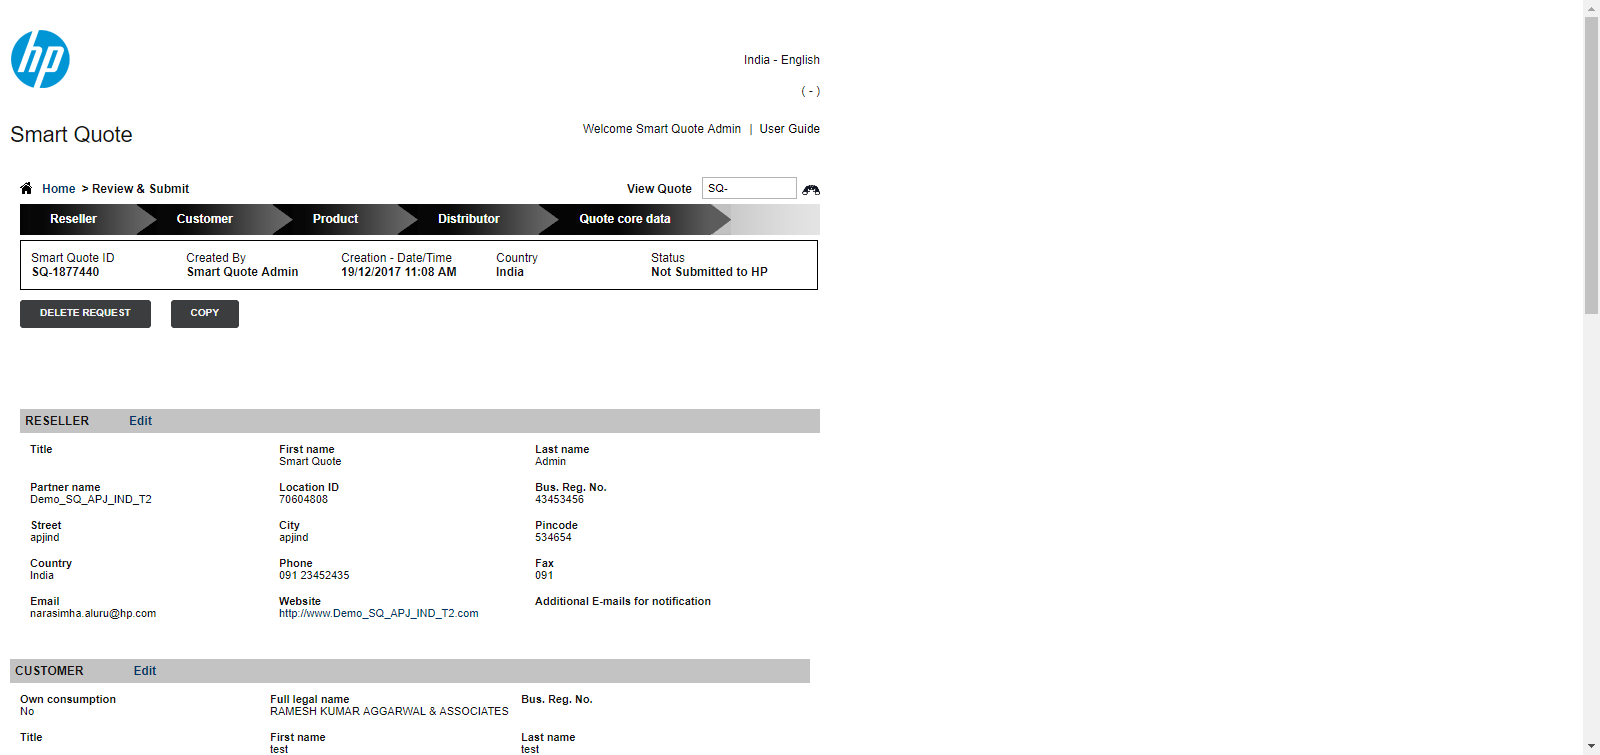 hp
India - English
( - )
Smart Quote
Welcome Smart Quote Admin | User Guide
Home > Review & Submit
View Quote SQ-
Reseller Customer Product Distributor Quote core data
Smart Quote ID Created By Creation - Date/Time Country Status
SQ-1877440 Smart Quote Admin 19/12/2017 11:08 AM India Not Submitted to HP
DELETE REQUEST COPY
RESELLER Edit
Title First name Last name
Smart Quote Admin
Partner name Location ID Bus. Reg. No.
Demo_SQ_APJ_IND_T2 70604808 43453456
Street City Pincode
apjind apjind 534654
Country Phone Fax
India 091 23452435 091
Email Website Additional E-mails for notification
narasimha.aluru@hp.com http://www.Demo_SQ_APJ_IND_T2.com
CUSTOMER Edit
Own consumption Full legal name Bus. Reg. No.
No RAMESH KUMAR AGGARWAL & ASSOCIATES
Title First name Last name
test test